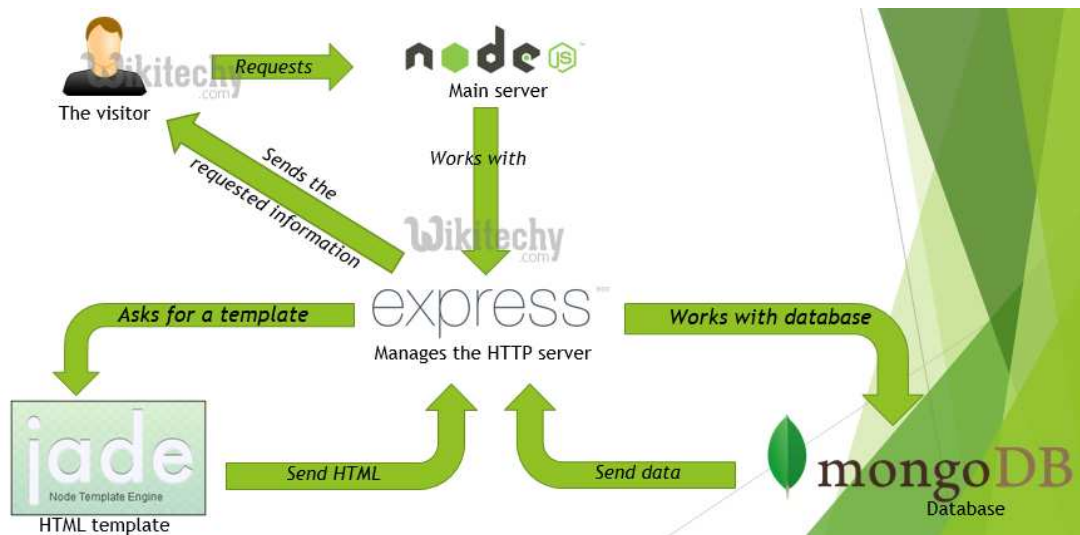 Wikitechy
.com
The visitor
Requests
node
JS
Main server
Works with
Sends the
requested information
Wikitechy
.com
express
Manages the HTTP server
Asks for a template
Works with database
jade
Node Template Engine
HTML template
Send HTML
Send data
mongoDB
Database